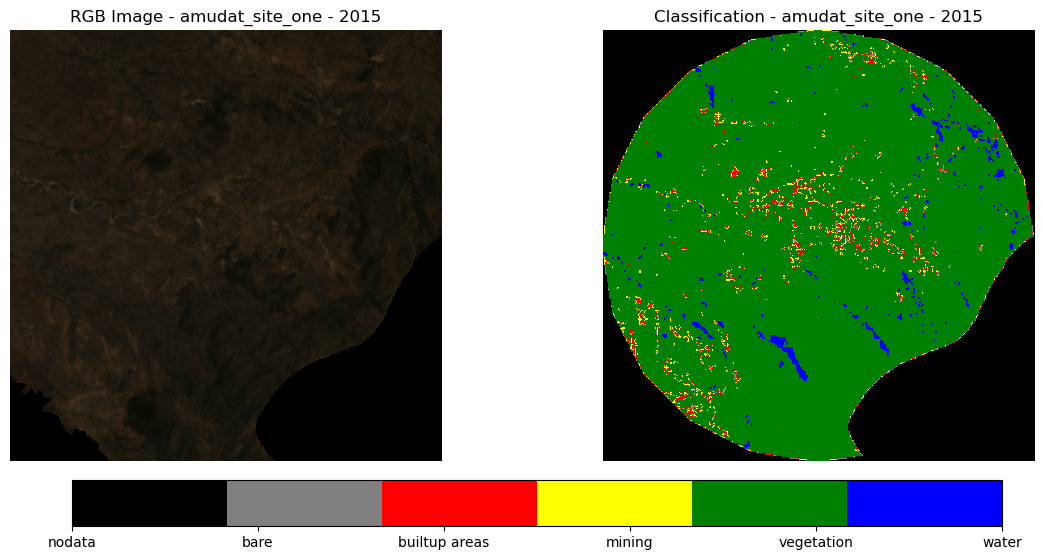 RGB Image - amudat_site_one - 2015
Classification - amudat_site_one - 2015
nodata bare builtup areas mining vegetation water